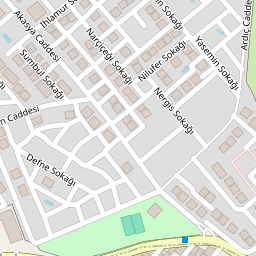 Akasya Caddesi
Ihlamur Sokağı
Sümbül Sokağı
Narçiçeği Sokağı
Nilüfer Sokağı
Yasemin Sokağı
Ardıç Cadde
Nergis Sokağı
Caddesi
Defne Sokağı